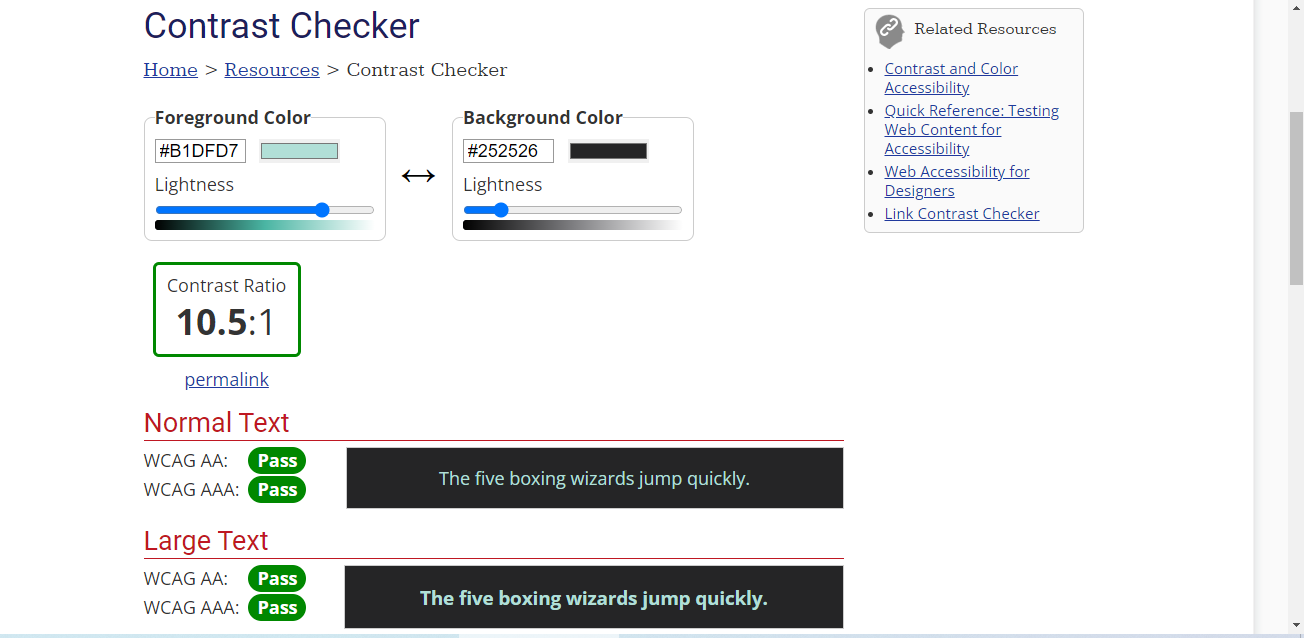 Contrast Checker
Home > Resources > Contrast Checker
Foreground Color
#B1DFD7
Lightness
Background Color
#252526
Lightness
Contrast Ratio
10.5:1
permalink
Normal Text
WCAG AA: Pass
WCAG AAA: Pass
The five boxing wizards jump quickly.
Large Text
WCAG AA: Pass
WCAG AAA: Pass
The five boxing wizards jump quickly.
Related Resources
Contrast and Color
Accessibility
Quick Reference: Testing
Web Content for
Accessibility
Web Accessibility for
Designers
Link Contrast Checker